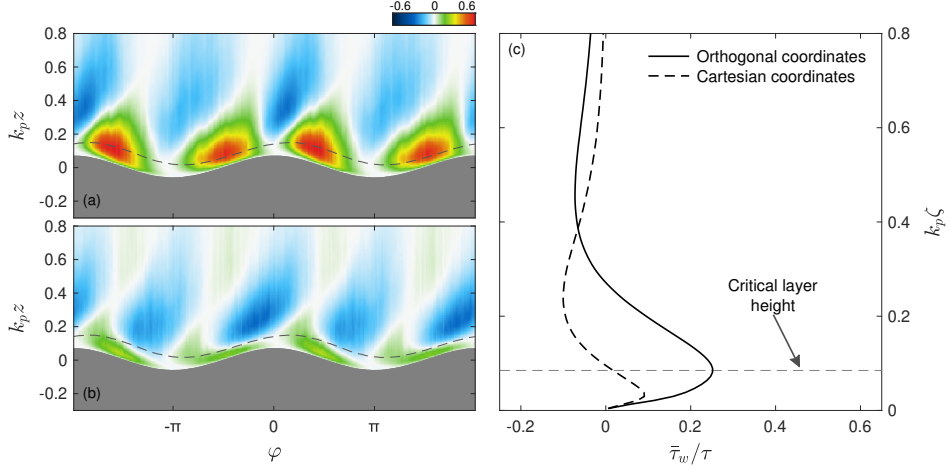 -0.6 0 0.6
0.8
0.6
0.4
0.2
0
-0.2
k_p z
(a)
0.8
0.6
0.4
0.2
0
-0.2
k_p z
(b)
-π 0 π
φ
(c)
Orthogonal coordinates
Cartesian coordinates
0.8
0.6
0.4
0.2
0
k_p ζ
Critical layer
height
-0.2 0 0.2 0.4 0.6
τ̄_w/τ